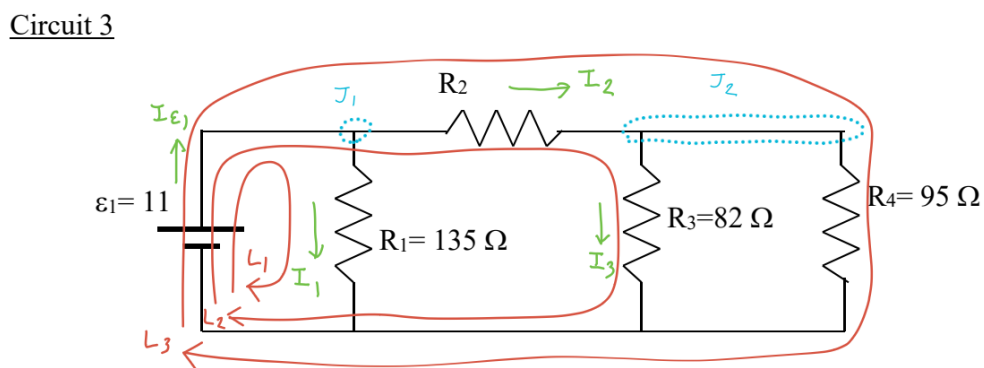 Circuit 3
J₁
R₂
I₂
J₂
Iε₁
ε₁= 11
R₁= 135 Ω
R₃=82 Ω
R₄= 95 Ω
L₁
I₁
I₃
L₂
L₃